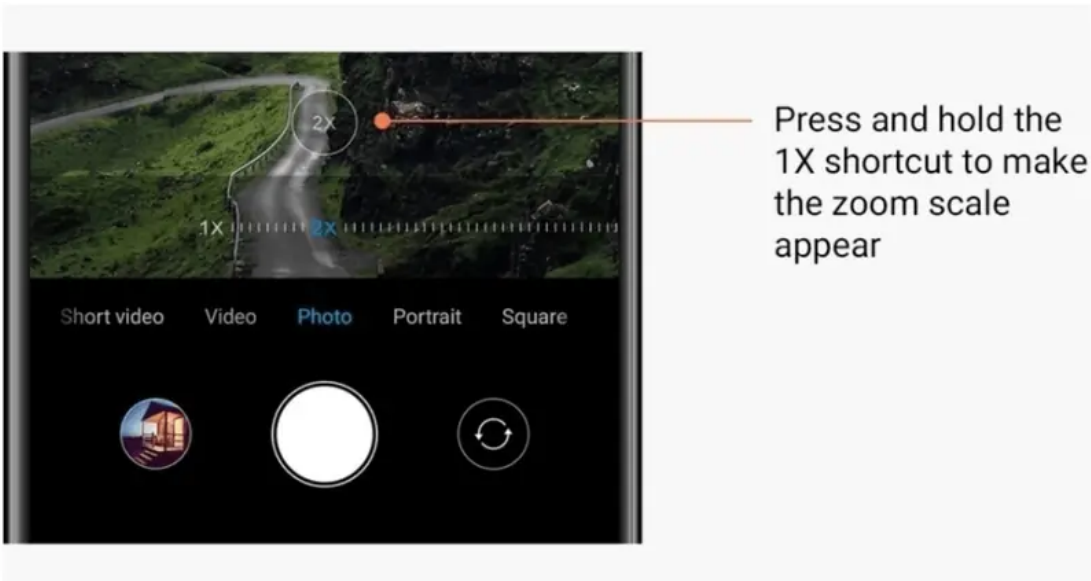 2X
Press and hold the
1X shortcut to make
the zoom scale
appear
1X 2X
Short video Video Photo Portrait Square